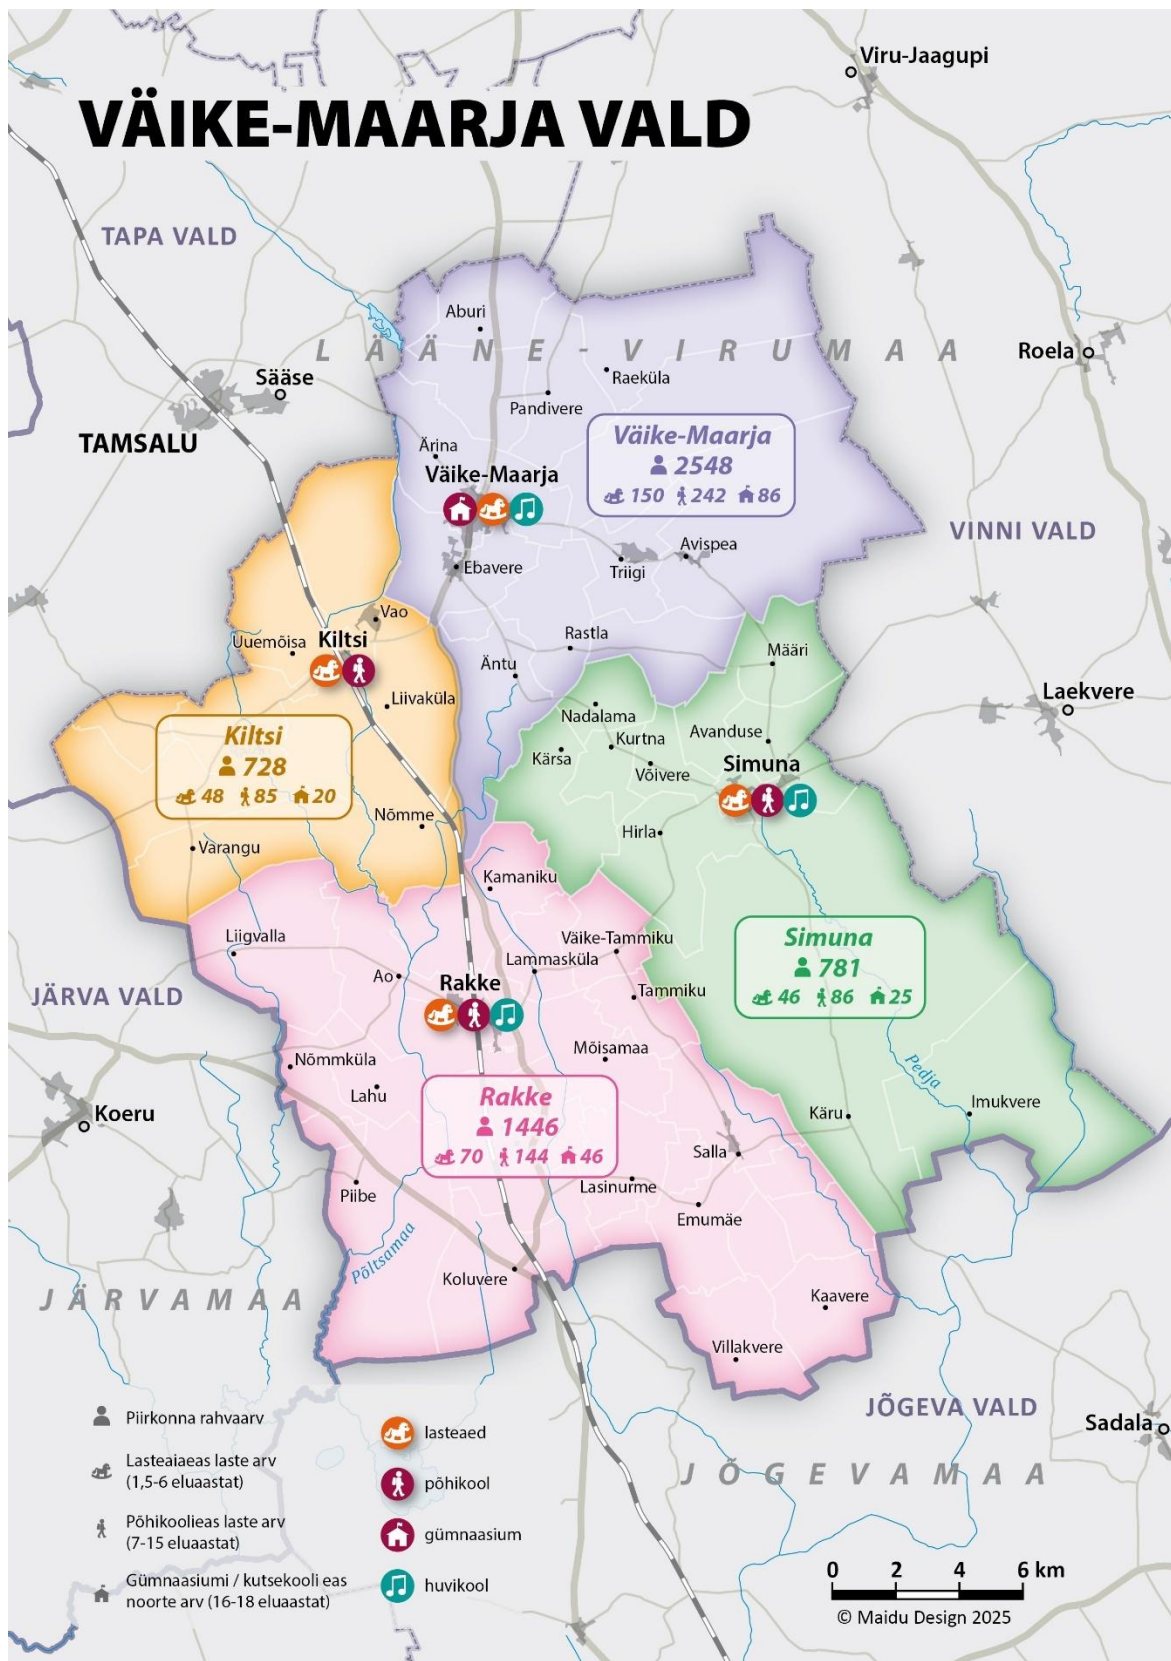 VÄIKE-MAARJA VALD
Viru-Jaagupi
TAPA VALD
Aburi
LÄÄNE-VIRUMAA
Roela
Sääse
Raeküla
Pandivere
TAMSALU
Ärina
Väike-Maarja
Väike-Maarja
2548
150 242 86
VINNI VALD
Avispea
Triigi
Ebavere
Vao
Uuemõisa
Kiltsi
Rastla
Määri
Äntu
Laekvere
Liivaküla
Nadalama
Kurtna
Avanduse
Kärsa
Võivere
Simuna
Kiltsi
728
48 85 20
Nõmme
Hirla
Varangu
Kamaniku
Liigvalla
Väike-Tammiku
Lammasküla
Ao
Rakke
Tammiku
Simuna
781
46 86 25
JÄRVA VALD
Mõisamaa
Nõmmküla
Lahu
Pedja
Koeru
Rakke
1446
70 144 46
Käru
Imukvere
Salla
Piibe
Lasinurme
Emumäe
Põltsamaa
Koluvere
JÄRVAMAA
Kaavere
Villakvere
JÕGEVA VALD
Sadala
JÕGEVAMAA
Piirkonna rahvaarv
Lasteaiaeas laste arv
(1,5-6 eluaastat)
Põhikoolieas laste arv
(7-15 eluaastat)
Gümnaasiumi / kutsekooli eas
noorte arv (16-18 eluaastat)
lasteaed
põhikool
gümnaasium
huvikool
0 2 4 6 km
© Maidu Design 2025